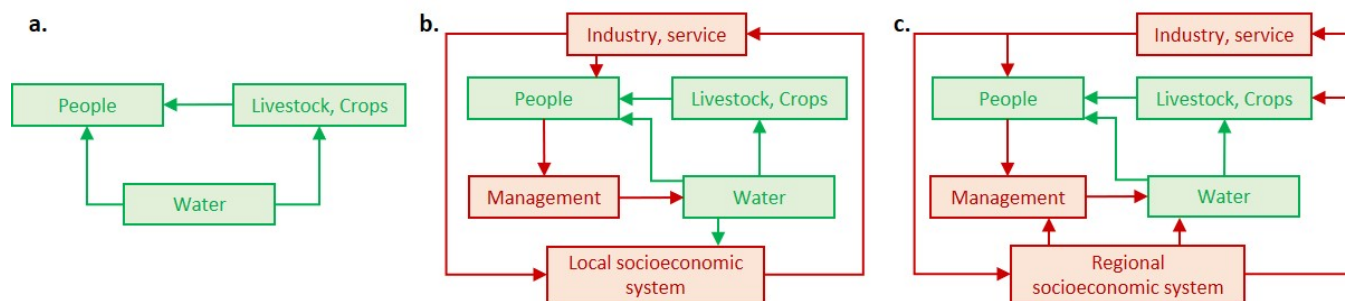 a.
People
Livestock, Crops
Water
b.
Industry, service
People
Livestock, Crops
Management
Water
Local socioeconomic
system
c.
Industry, service
People
Livestock, Crops
Management
Water
Regional
socioeconomic system